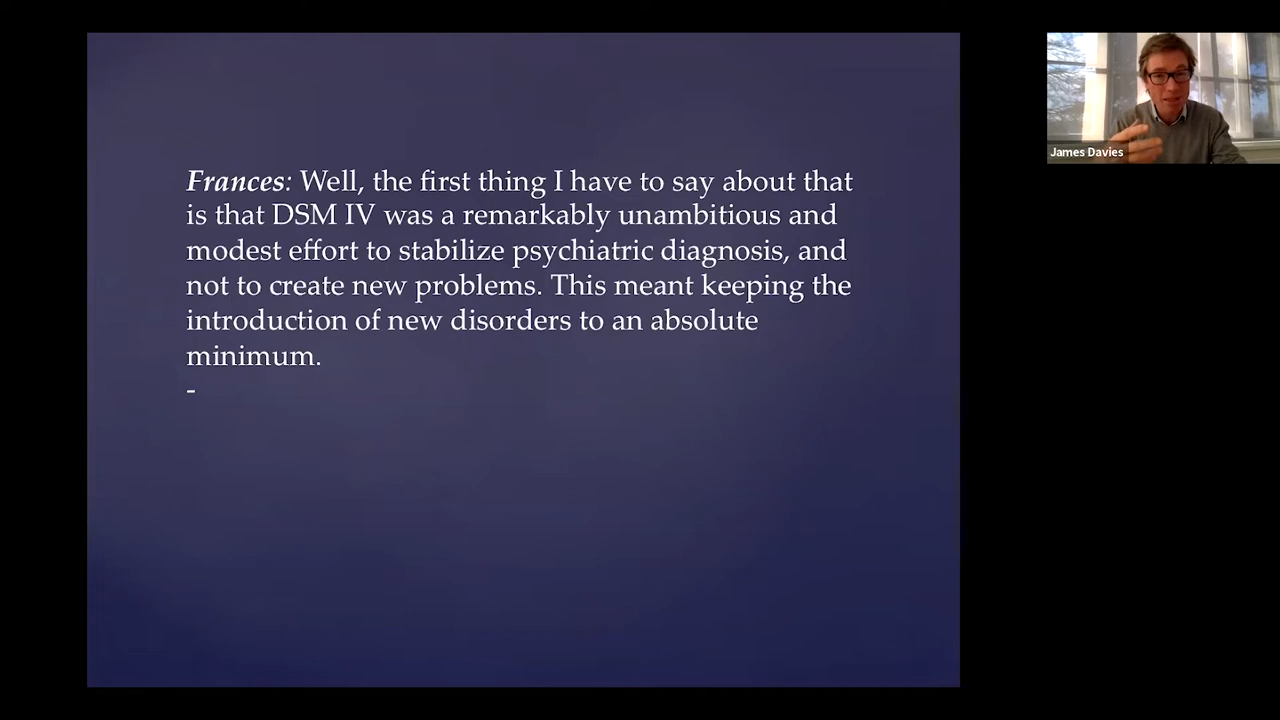 Frances: Well, the first thing I have to say about that
is that DSM IV was a remarkably unambitious and
modest effort to stabilize psychiatric diagnosis, and
not to create new problems. This meant keeping the
introduction of new disorders to an absolute
minimum.
-
James Davies